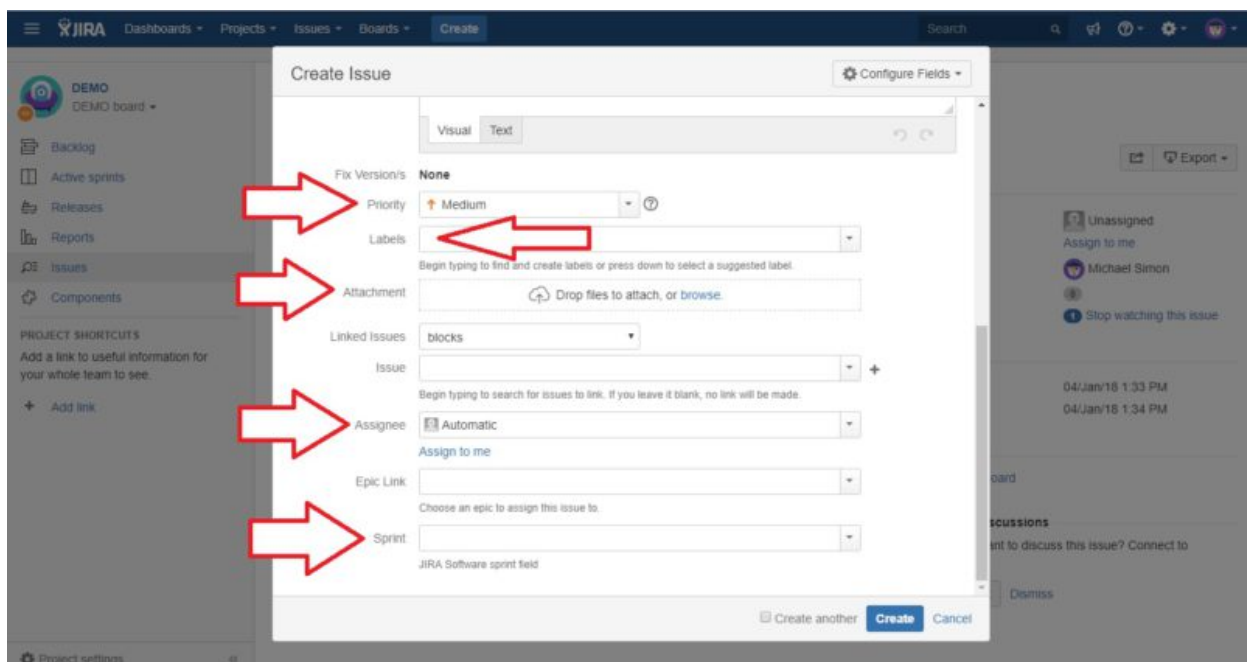 JIRA Dashboards Projects Issues Boards Create Search
Create Issue
Configure Fields
DEMO
DEMO board
Visual Text
Backlog
Export
Active sprints
Fix Version/s None
Releases
Priority Medium
Unassigned
Reports
Labels
Assign to me
Issues
Begin typing to find and create labels or press down to select a suggested label.
Michael Simon
Components
Attachment Drop files to attach, or browse.
0
1 Stop watching this issue
PROJECT SHORTCUTS
Linked Issues blocks
Add a link to useful information for
your whole team to see.
Issue
Begin typing to search for issues to link. If you leave it blank, no link will be made.
04/Jan/18 1:33 PM
Add link
04/Jan/18 1:34 PM
Assignee Automatic
Assign to me
Epic Link
oard
Choose an epic to assign this issue to.
scussions
Sprint
ant to discuss this issue? Connect to
JIRA Software sprint field
Dismiss
Create another Create Cancel
Project settings